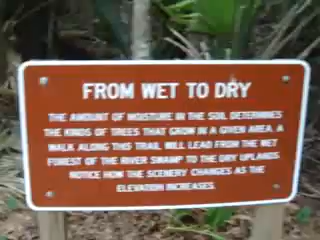 FROM WET TO DRY
THE AMOUNT OF MOISTURE IN THE SOIL DETERMINES
THE KINDS OF TREES THAT GROW IN A GIVEN AREA. A
WALK ALONG THIS TRAIL WILL LEAD FROM THE WET
FOREST OF THE RIVER SWAMP TO THE DRY UPLANDS.
NOTICE HOW THE SCENERY CHANGES AS THE
ELEVATION INCREASES.